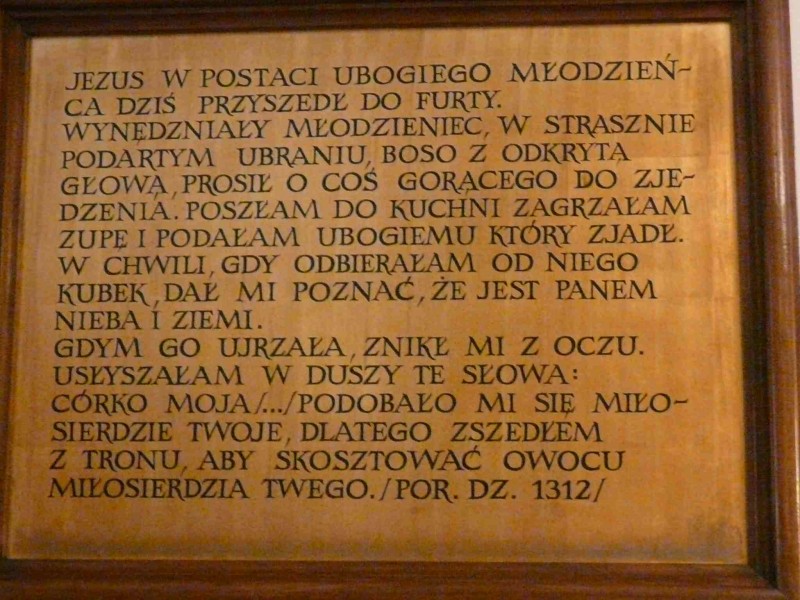 JEZUS W POSTACI UBOGIEGO MŁODZIEŃ-
CA DZIŚ PRZYSZEDŁ DO FURTY.
WYNĘDZNIAŁY MŁODZIENIEC, W STRASZNIE
PODARTYM UBRANIU, BOSO Z ODKRYTĄ
GŁOWĄ, PROSIŁ O COŚ GORĄCEGO DO ZJE-
DZENIA. POSZŁAM DO KUCHNI ZAGRZAŁAM
ZUPĘ I PODAŁAM UBOGIEMU KTÓRY ZJADŁ.
W CHWILI, GDY ODBIERAŁAM OD NIEGO
KUBEK, DAŁ MI POZNAĆ, ŻE JEST PANEM
NIEBA I ZIEMI.
GDYM GO UJRZAŁA, ZNIKŁ MI Z OCZU.
USŁYSZAŁAM W DUSZY TE SŁOWA:
CÓRKO MOJA/.../PODOBAŁO MI SIĘ MIŁO-
SIERDZIE TWOJE, DLATEGO ZSZEDŁEM
Z TRONU, ABY SKOSZTOWAĆ OWOCU
MIŁOSIERDZIA TWEGO./POR. DZ. 1312/